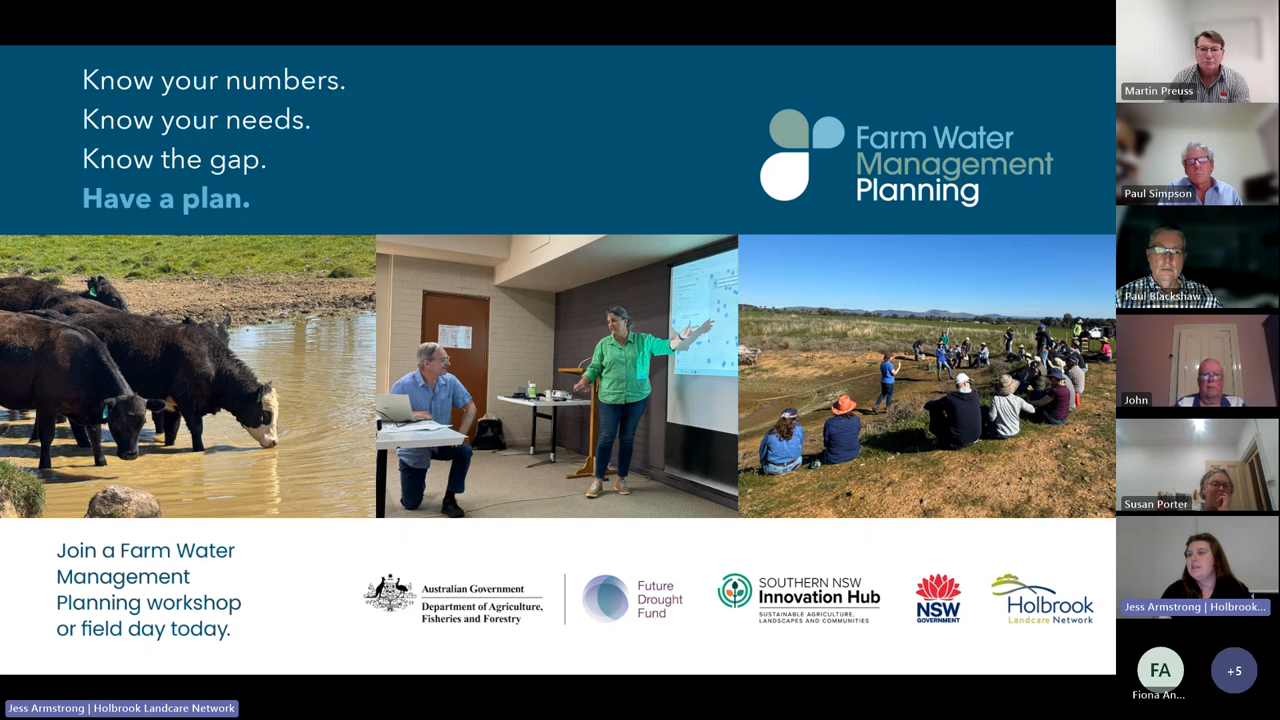 Know your numbers.
Know your needs.
Know the gap.
Have a plan.
Farm Water
Management
Planning
Join a Farm Water
Management
Planning workshop
or field day today.
Australian Government
Department of Agriculture,
Fisheries and Forestry
Future
Drought
Fund
SOUTHERN NSW
Innovation Hub
SUSTAINABLE AGRICULTURE,
LANDSCAPES AND COMMUNITIES
NSW
GOVERNMENT
Holbrook
Landcare Network
Martin Preuss
Paul Simpson
Paul Blackshaw
John
Susan Porter
Jess Armstrong | Holbrook...
FA
Fiona An...
+5
Jess Armstrong | Holbrook Landcare Network